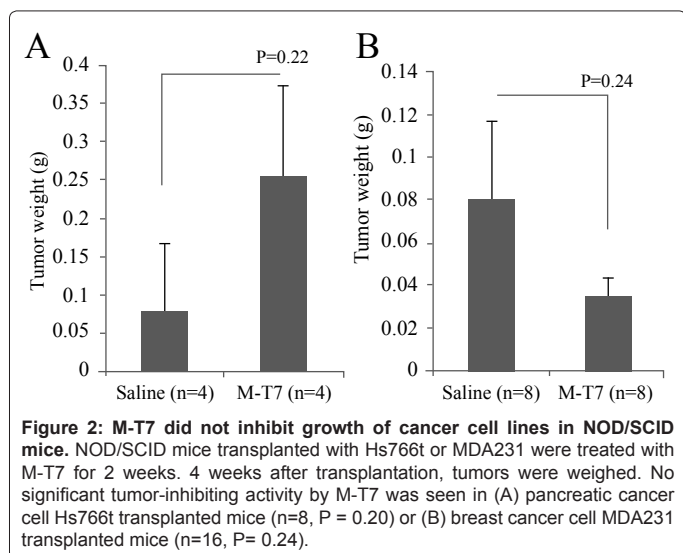 A
P=0.22
Tumor weight (g)
0.4
0.35
0.3
0.25
0.2
0.15
0.1
0.05
0
Saline (n=4) M-T7 (n=4)
B
P=0.24
Tumor weight (g)
0.14
0.12
0.1
0.08
0.06
0.04
0.02
0
Saline (n=8) M-T7 (n=8)
Figure 2: M-T7 did not inhibit growth of cancer cell lines in NOD/SCID
mice. NOD/SCID mice transplanted with Hs766t or MDA231 were treated with
M-T7 for 2 weeks. 4 weeks after transplantation, tumors were weighed. No
significant tumor-inhibiting activity by M-T7 was seen in (A) pancreatic cancer
cell Hs766t transplanted mice (n=8, P = 0.20) or (B) breast cancer cell MDA231
transplanted mice (n=16, P= 0.24).